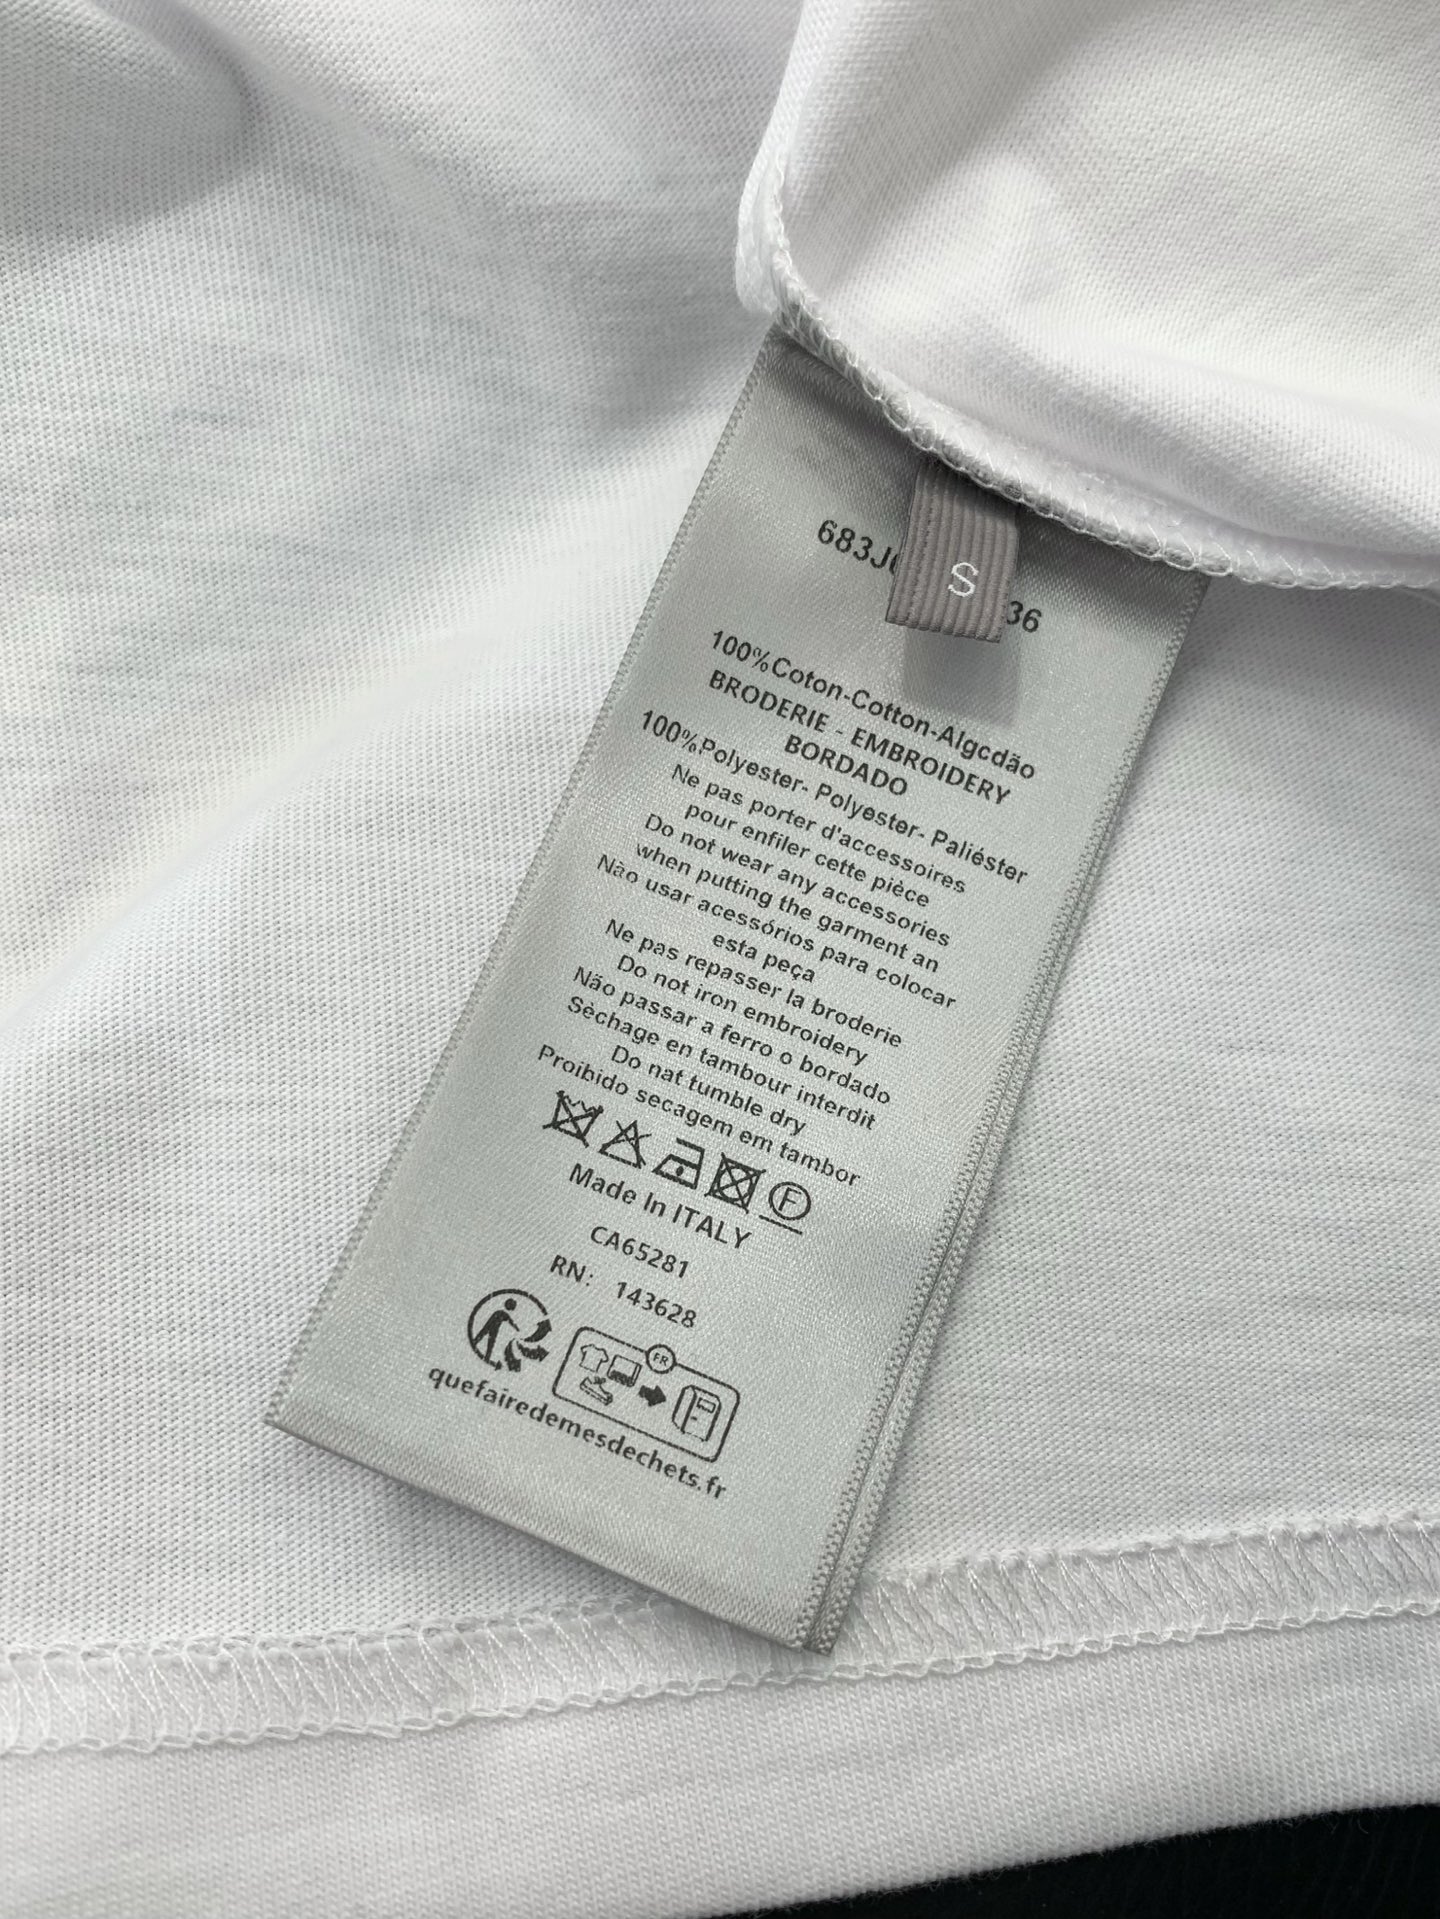 S
36
100%Coton-Cotton-Algcdão
BRODERIE - EMBROIDERY
BORDADO
100%Polyester- Polyester- Paliéster
Ne pas porter d'accessoires
pour enfiler cette pièce
Do not wear any accessories
when putting the garment an
Não usar acessórios para colocar
esta peça
Ne pas repasser la broderie
Do not iron embroidery
Não passar a ferro o bordado
Sèchage en tambour interdit
Do nat tumble dry
Proibido secagem em tambor
F
Made In ITALY
CA65281
RN: 143628
FR
quefairedemesdechets.fr